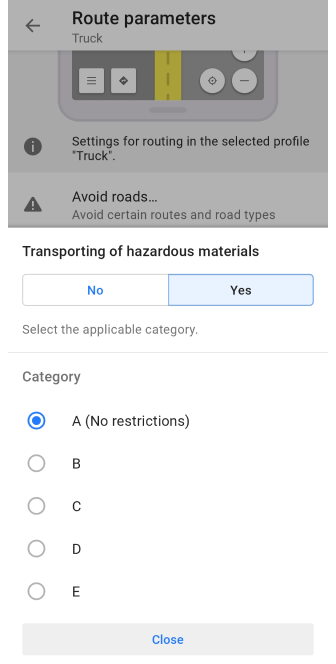 Route parameters
Truck
Settings for routing in the selected profile
"Truck".
Avoid roads...
Avoid certain routes and road types
Transporting of hazardous materials
No
Yes
Select the applicable category.
Category
A (No restrictions)
B
C
D
E
Close